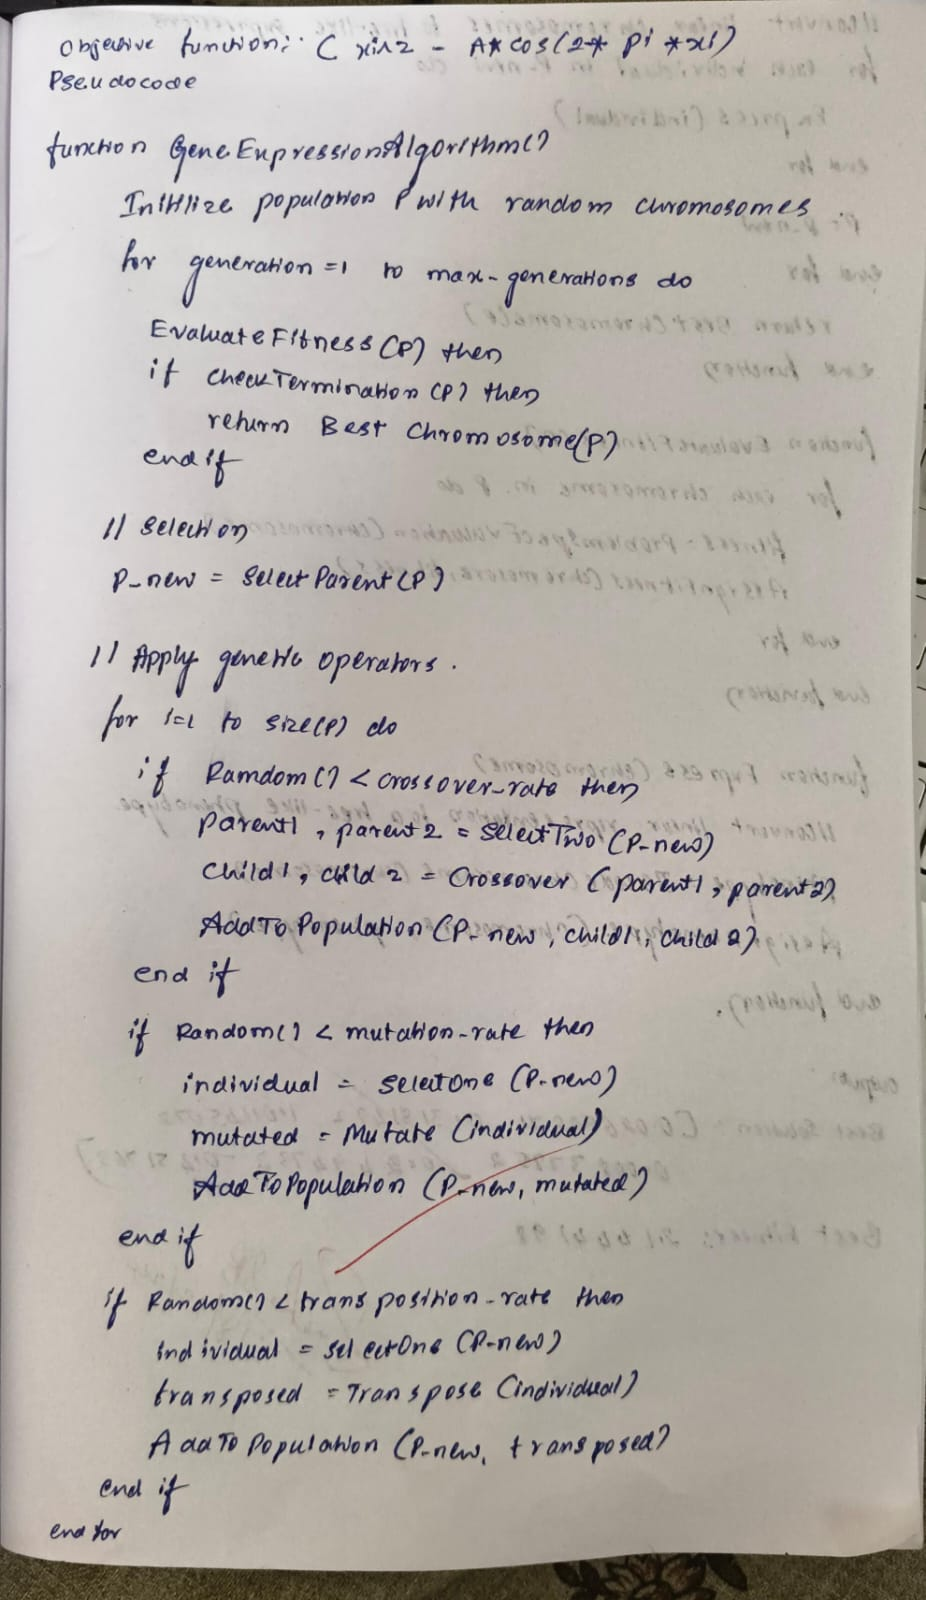 Objective function: ( xi^2 - A*cos(2* pi *xi)
Pseudocode
function GeneExpressionAlgorithm()
Initilize population P with random chromosomes.
for generation =1 to max-generations do
EvaluateFitness (P) then
if checkTermination (P) then
return Best Chromosome(P)
end if
// selection
P_new = Select Parent (P)
// Apply genetic operators.
for i=1 to size(P) do
if Ramdom() < crossover-rate then
parent1, parent2 = SelectTwo (P-new)
child1, child2 = Crossover (parent1, parent2)
AddTo Population (P-new, child1, child2)
end if
if Random() < mutation-rate then
individual = selectOne (P-new)
mutated = Mutate (individual)
AddToPopulation (P-new, mutated)
end if
if Random() < transposition-rate then
individual = selectOne (P-new)
transposed = Transpose (individual)
AddTo Population (P-new, transposed)
end if
end for